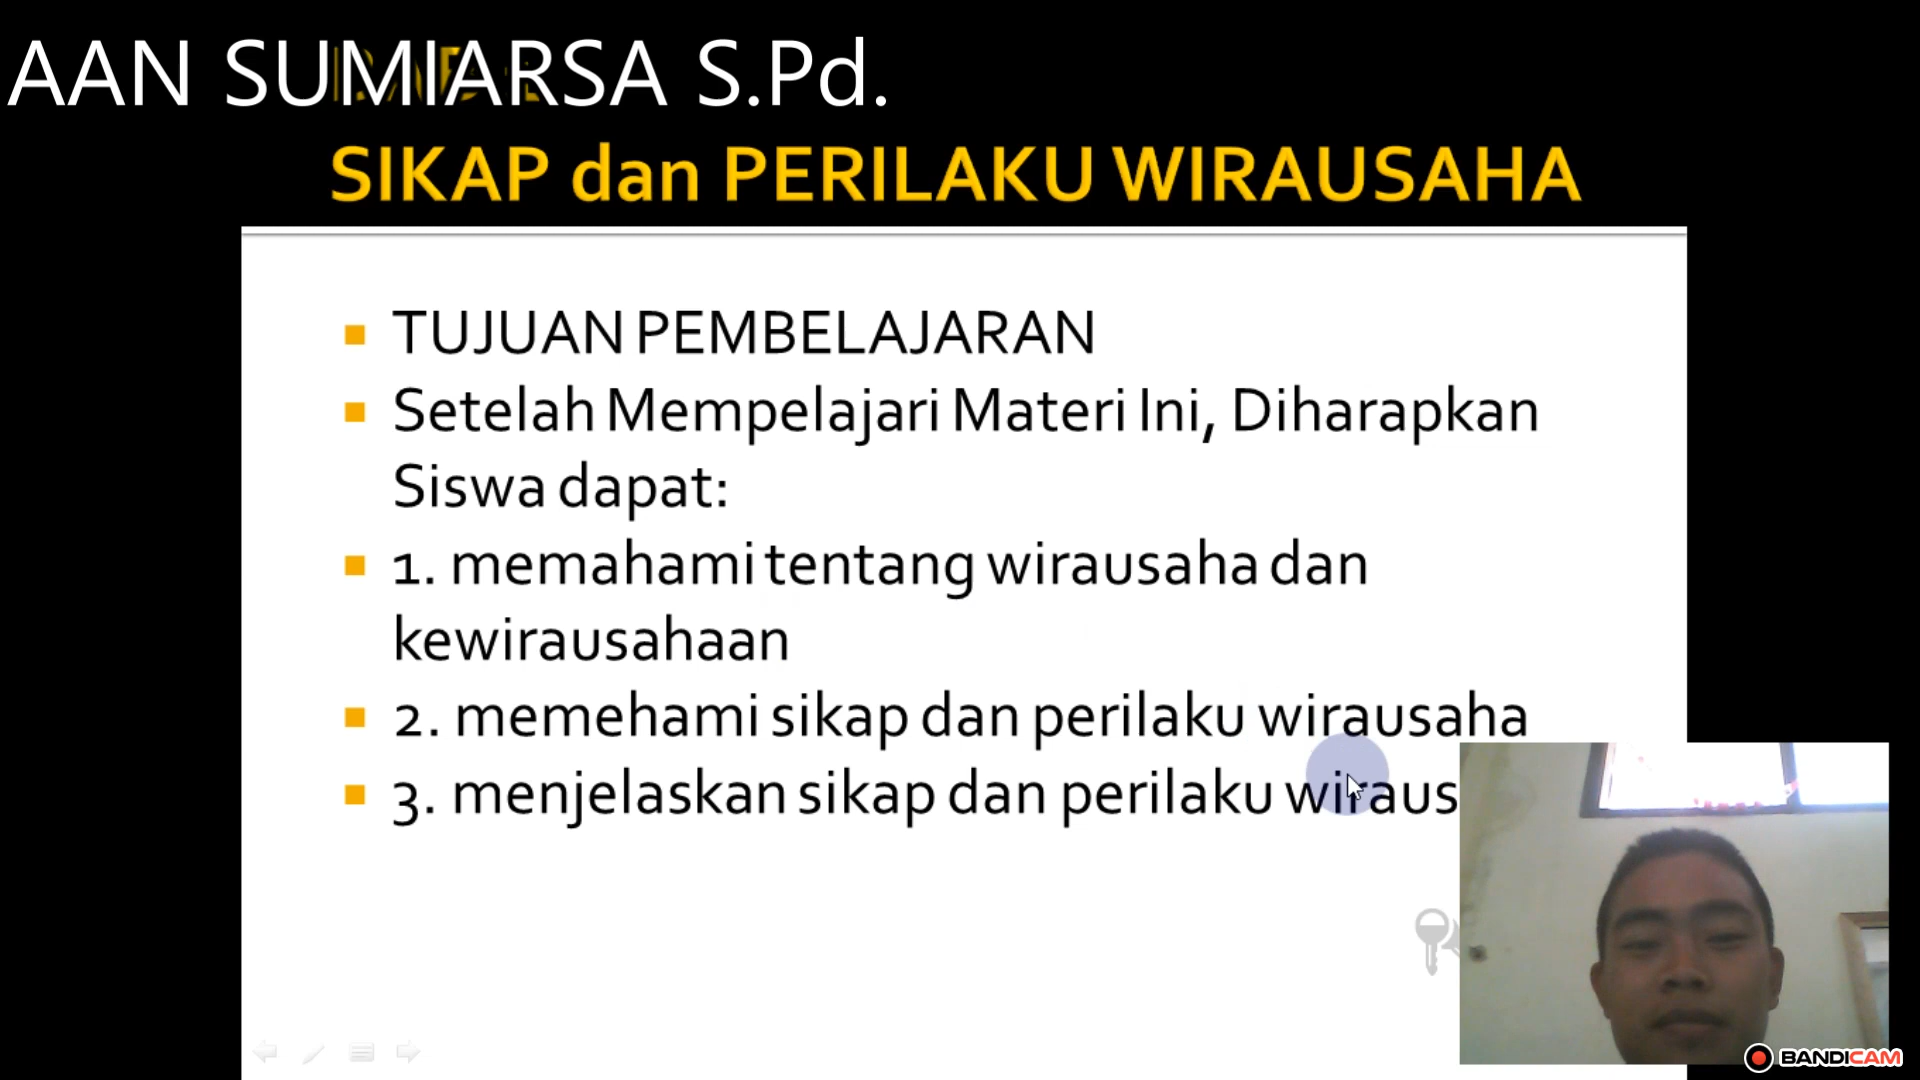 AAN SUMIARSA S.Pd.
SIKAP dan PERILAKU WIRAUSAHA
TUJUAN PEMBELAJARAN
Setelah Mempelajari Materi Ini, Diharapkan
Siswa dapat:
1. memahami tentang wirausaha dan
kewirausahaan
2. memehami sikap dan perilaku wirausaha
3. menjelaskan sikap dan perilaku wiraus
BANDICAM